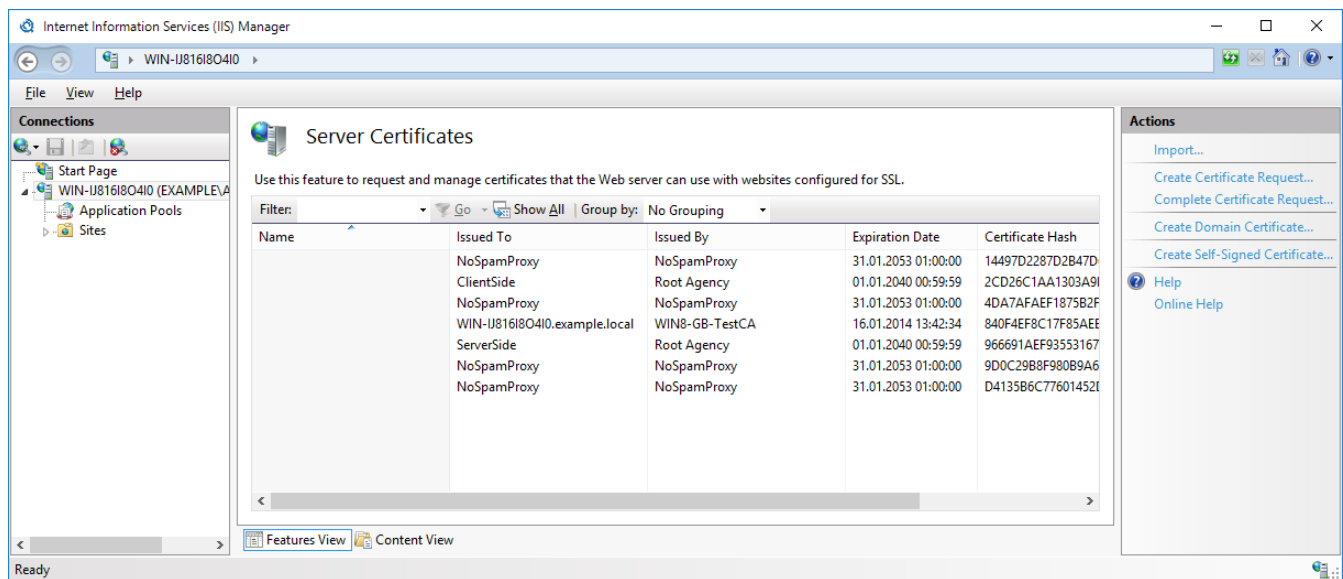 Internet Information Services (IIS) Manager
WIN-IJ816I8O4I0
File View Help
Connections
Start Page
WIN-IJ816I8O4I0 (EXAMPLE\A
Application Pools
Sites
Server Certificates
Use this feature to request and manage certificates that the Web server can use with websites configured for SSL.
Filter: Go Show All Group by: No Grouping
Name Issued To Issued By Expiration Date Certificate Hash
NoSpamProxy NoSpamProxy 31.01.2053 01:00:00 14497D2287D2B47D
ClientSide Root Agency 01.01.2040 00:59:59 2CD26C1AA1303A9
NoSpamProxy NoSpamProxy 31.01.2053 01:00:00 4DA7AFAEF1875B2F
WIN-IJ816I8O4I0.example.local WIN8-GB-TestCA 16.01.2014 13:42:34 840F4EF8C17F85AEE
ServerSide Root Agency 01.01.2040 00:59:59 966691AEF93553167
NoSpamProxy NoSpamProxy 31.01.2053 01:00:00 9D0C29B8F980B9A6
NoSpamProxy NoSpamProxy 31.01.2053 01:00:00 D4135B6C77601452
Features View Content View
Actions
Import...
Create Certificate Request...
Complete Certificate Request...
Create Domain Certificate...
Create Self-Signed Certificate...
Help
Online Help
Ready